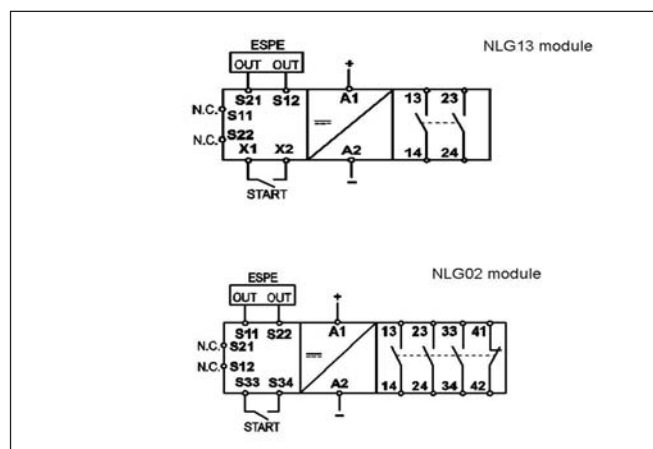 NLG13 module
ESPE
OUT OUT
+
S21 S12 A1 13 23
N.C. S11
N.C. S22
X1 X2 A2 14 24
START
−
NLG02 module
ESPE
OUT OUT
+
S11 S22 A1 13 23 33 41
N.C. S21
N.C. S12
S33 S34 A2 14 24 34 42
START
−